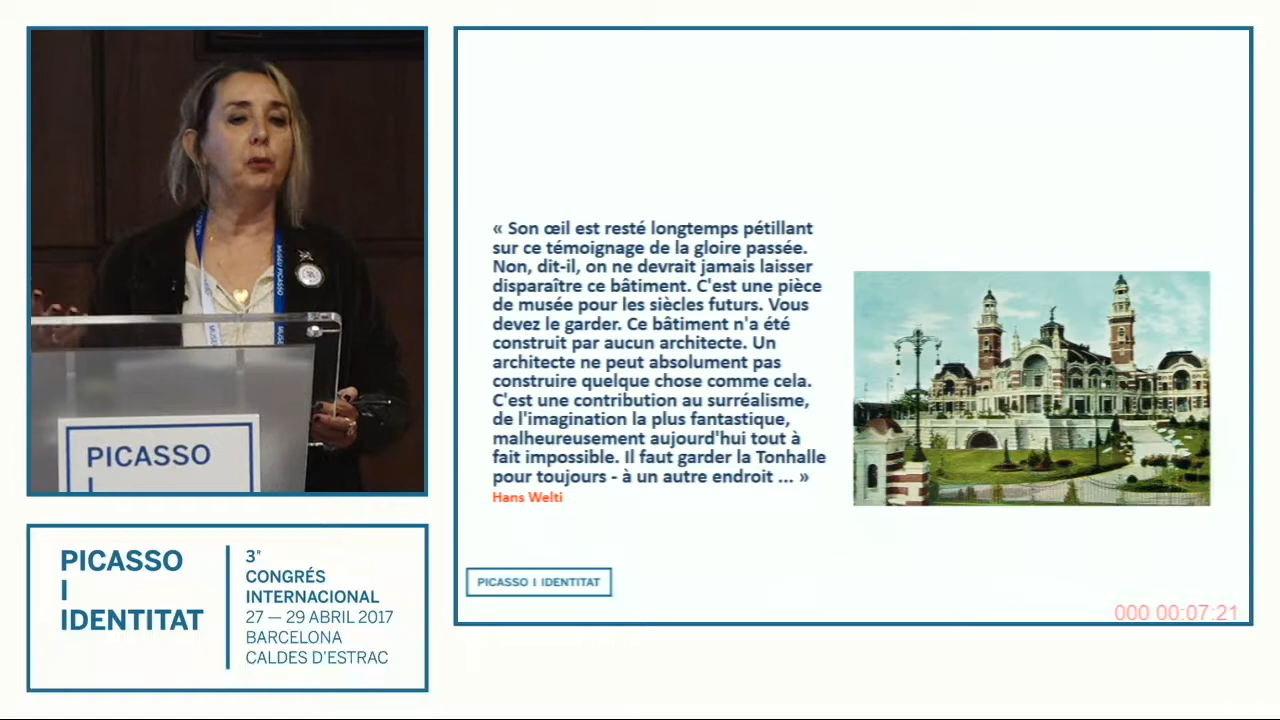 PICASSO
I
MUSEU PICASSO
« Son œil est resté longtemps pétillant
sur ce témoignage de la gloire passée.
Non, dit-il, on ne devrait jamais laisser
disparaître ce bâtiment. C'est une pièce
de musée pour les siècles futurs. Vous
devez le garder. Ce bâtiment n'a été
construit par aucun architecte. Un
architecte ne peut absolument pas
construire quelque chose comme cela.
C'est une contribution au surréalisme,
de l'imagination la plus fantastique,
malheureusement aujourd'hui tout à
fait impossible. Il faut garder la Tonhalle
pour toujours - à un autre endroit ... »
Hans Welti
PICASSO I IDENTITAT
000 00:07:21
PICASSO
I
IDENTITAT
3ᵉ
CONGRÉS
INTERNACIONAL
27 — 29 ABRIL 2017
BARCELONA
CALDES D'ESTRAC